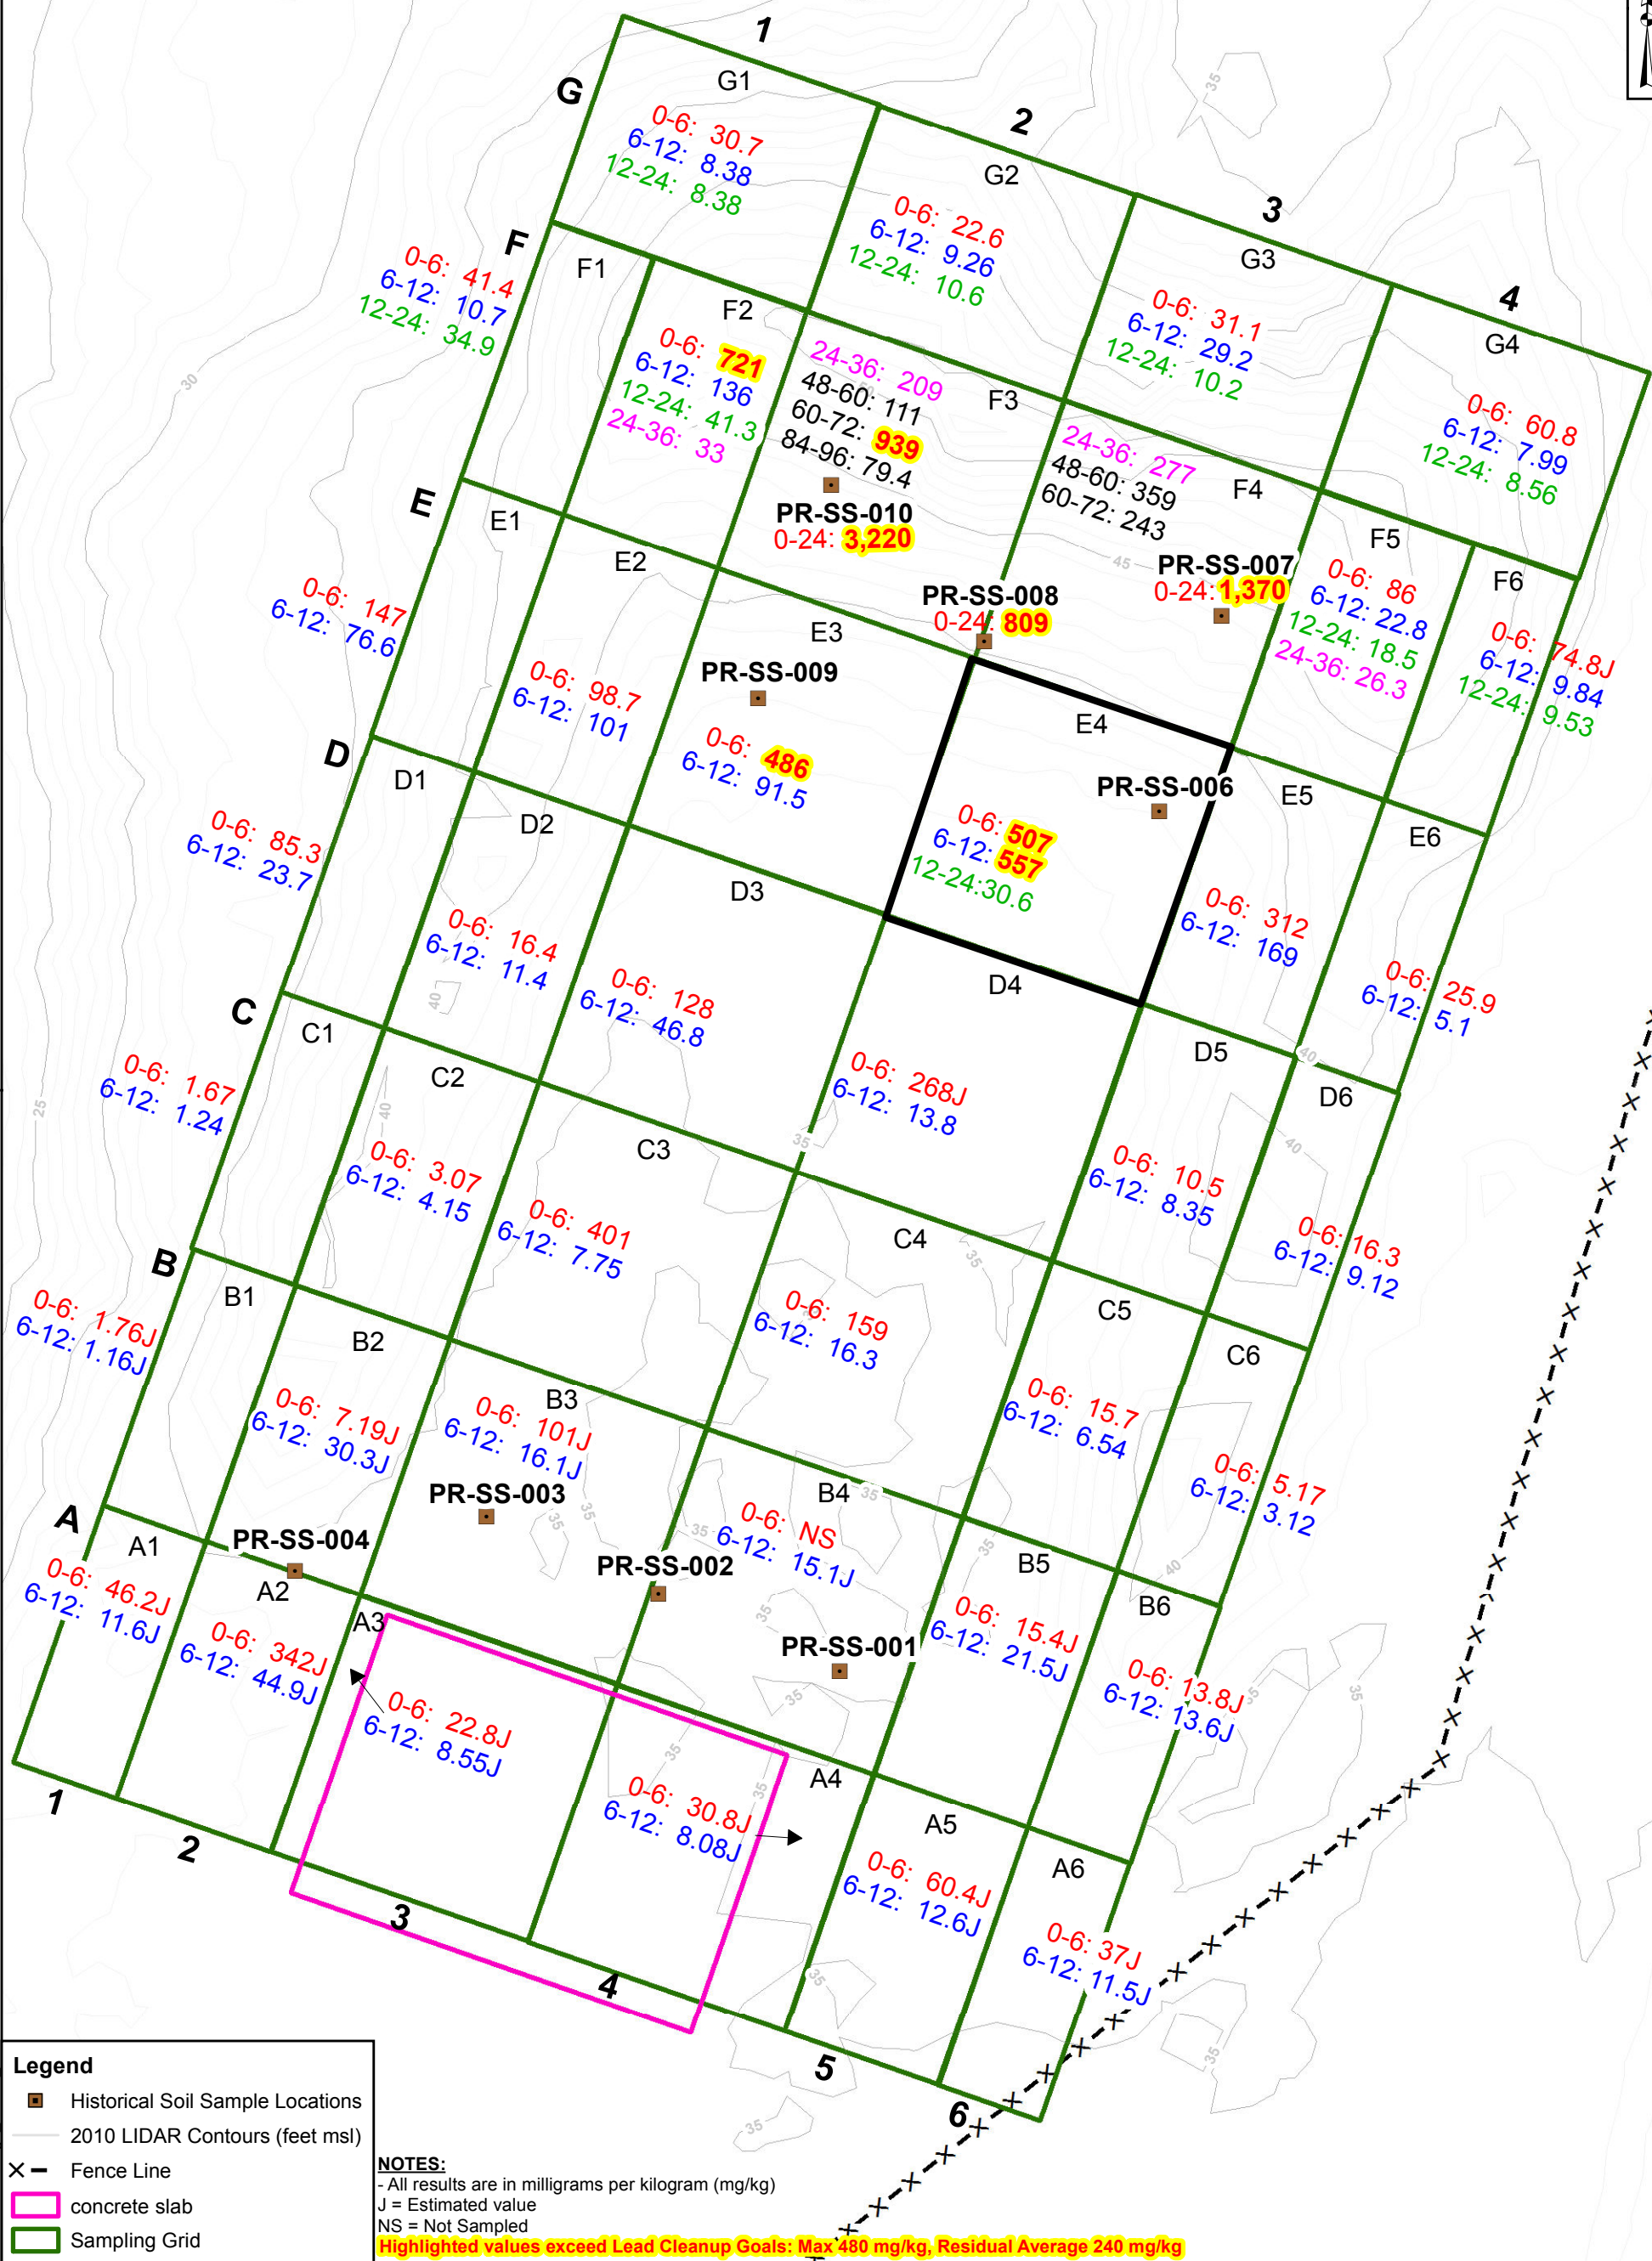 1
G
G1
0-6: 30.7
6-12: 8.38
12-24: 8.38
2
G2
0-6: 22.6
6-12: 9.26
12-24: 10.6
3
G3
0-6: 31.1
6-12: 29.2
12-24: 10.2
4
G4
0-6: 60.8
6-12: 7.99
12-24: 8.56
35
F
F1
0-6: 41.4
6-12: 10.7
12-24: 34.9
F2
0-6: 721
6-12: 136
12-24: 41.3
24-36: 33
F3
24-36: 209
48-60: 111
60-72: 939
84-96: 79.4
PR-SS-010
0-24: 3,220
F4
24-36: 277
48-60: 359
60-72: 243
45
PR-SS-007
0-24: 1,370
PR-SS-008
0-24: 809
F5
0-6: 86
6-12: 22.8
12-24: 18.5
24-36: 26.3
F6
0-6: 74.8J
6-12: 9.84
12-24: 9.53
30
E
E1
0-6: 147
6-12: 76.6
E2
0-6: 98.7
6-12: 101
E3
PR-SS-009
0-6: 486
6-12: 91.5
E4
PR-SS-006
0-6: 507
6-12: 557
12-24:30.6
E5
0-6: 312
6-12: 169
E6
0-6: 25.9
6-12: 5.1
D
D1
0-6: 85.3
6-12: 23.7
D2
0-6: 16.4
6-12: 11.4
40
D3
0-6: 128
6-12: 46.8
D4
0-6: 268J
6-12: 13.8
35
D5
0-6: 10.5
6-12: 8.35
40
D6
0-6: 16.3
6-12: 9.12
40
25
C
C1
0-6: 1.67
6-12: 1.24
C2
40
0-6: 3.07
6-12: 4.15
C3
0-6: 401
6-12: 7.75
C4
35
0-6: 159
6-12: 16.3
C5
0-6: 15.7
6-12: 6.54
C6
0-6: 5.17
6-12: 3.12
40
B
B1
0-6: 1.76J
6-12: 1.16J
B2
0-6: 7.19J
6-12: 30.3J
B3
0-6: 101J
6-12: 16.1J
PR-SS-003
35
35
B4
35
35
0-6: NS
6-12: 15.1J
PR-SS-002
35
PR-SS-001
35
B5
35
0-6: 15.4J
6-12: 21.5J
B6
0-6: 13.8J
6-12: 13.6J
35
35
A
A1
0-6: 46.2J
6-12: 11.6J
PR-SS-004
A2
0-6: 342J
6-12: 44.9J
A3
0-6: 22.8J
6-12: 8.55J
35
A4
35
0-6: 30.8J
6-12: 8.08J
A5
0-6: 60.4J
6-12: 12.6J
A6
0-6: 37J
6-12: 11.5J
1
2
3
4
5
6
35
35
35
Legend
Historical Soil Sample Locations
2010 LIDAR Contours (feet msl)
Fence Line
concrete slab
Sampling Grid
NOTES:
- All results are in milligrams per kilogram (mg/kg)
J = Estimated value
NS = Not Sampled
Highlighted values exceed Lead Cleanup Goals: Max 480 mg/kg, Residual Average 240 mg/kg